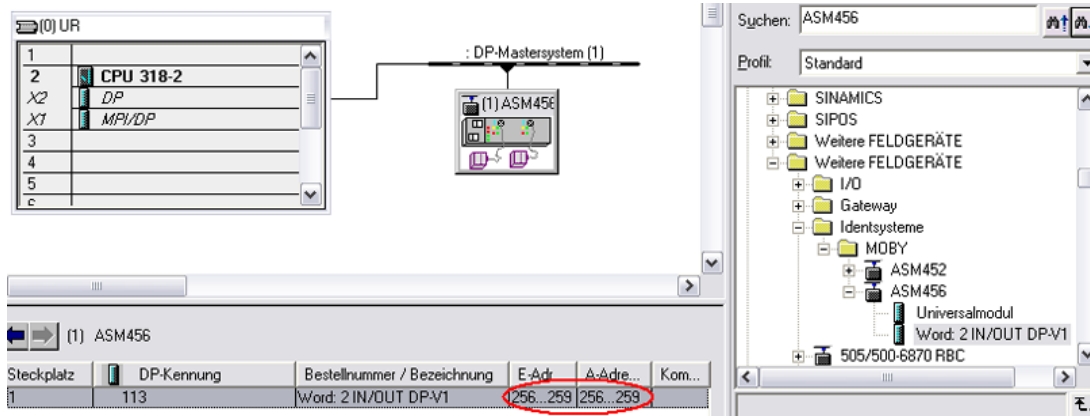 (0) UR
1
2 CPU 318-2
X2 DP
X1 MPI/DP
3
4
5
: DP-Mastersystem (1)
(1) ASM456
(1) ASM456
Steckplatz DP-Kennung Bestellnummer / Bezeichnung E-Adr A-Adre... Kom...
1 113 Word: 2 IN/OUT DP-V1 256...259 256...259
Suchen: ASM456
Profil: Standard
SINAMICS
SIPOS
Weitere FELDGERÄTE
Weitere FELDGERÄTE
I/O
Gateway
Identsysteme
MOBY
ASM452
ASM456
Universalmodul
Word: 2 IN/OUT DP-V1
505/500-6870 RBC